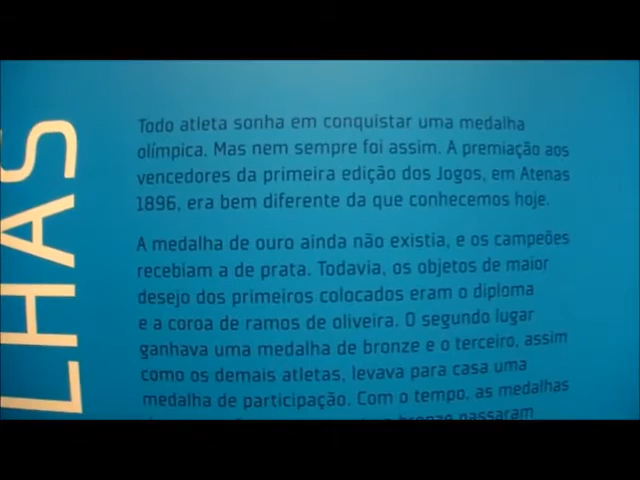 LHAS
Todo atleta sonha em conquistar uma medalha
olímpica. Mas nem sempre foi assim. A premiação aos
vencedores da primeira edição dos Jogos, em Atenas
1896, era bem diferente da que conhecemos hoje.
A medalha de ouro ainda não existia, e os campeões
recebiam a de prata. Todavia, os objetos de maior
desejo dos primeiros colocados eram o diploma
e a coroa de ramos de oliveira. O segundo lugar
ganhava uma medalha de bronze e o terceiro, assim
como os demais atletas, levava para casa uma
medalha de participação. Com o tempo, as medalhas
bronze passaram